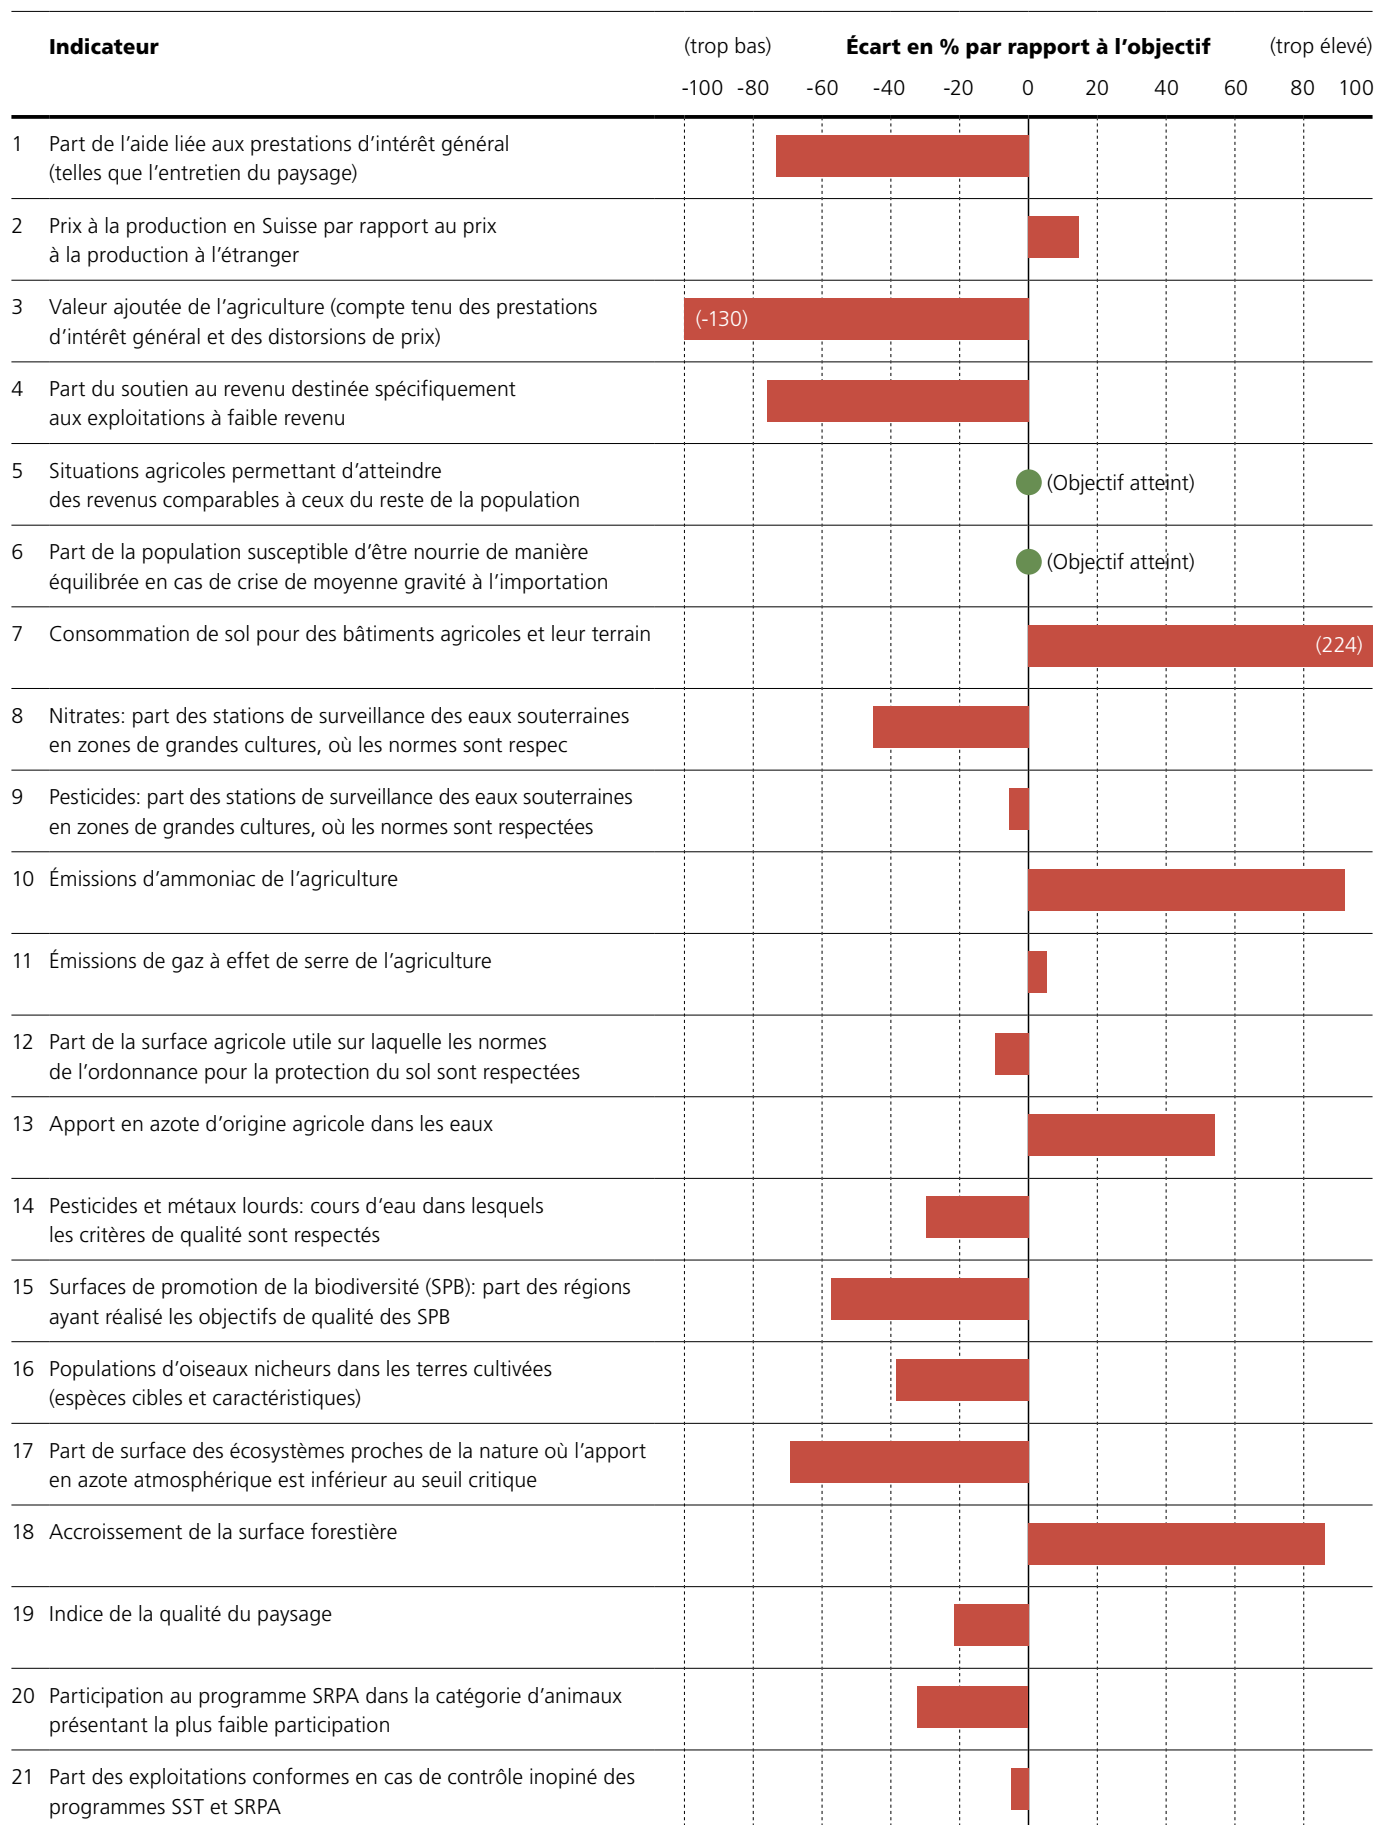 Indicateur (trop bas) Écart en % par rapport à l’objectif (trop élevé)
-100 -80 -60 -40 -20 0 20 40 60 80 100
1 Part de l’aide liée aux prestations d’intérêt général
(telles que l’entretien du paysage)
2 Prix à la production en Suisse par rapport au prix
à la production à l’étranger
3 Valeur ajoutée de l’agriculture (compte tenu des prestations
d’intérêt général et des distorsions de prix)
(-130)
4 Part du soutien au revenu destinée spécifiquement
aux exploitations à faible revenu
5 Situations agricoles permettant d’atteindre
des revenus comparables à ceux du reste de la population
(Objectif atteint)
6 Part de la population susceptible d’être nourrie de manière
équilibrée en cas de crise de moyenne gravité à l’importation
(Objectif atteint)
7 Consommation de sol pour des bâtiments agricoles et leur terrain
(224)
8 Nitrates: part des stations de surveillance des eaux souterraines
en zones de grandes cultures, où les normes sont respec
9 Pesticides: part des stations de surveillance des eaux souterraines
en zones de grandes cultures, où les normes sont respectées
10 Émissions d’ammoniac de l’agriculture
11 Émissions de gaz à effet de serre de l’agriculture
12 Part de la surface agricole utile sur laquelle les normes
de l’ordonnance pour la protection du sol sont respectées
13 Apport en azote d’origine agricole dans les eaux
14 Pesticides et métaux lourds: cours d’eau dans lesquels
les critères de qualité sont respectés
15 Surfaces de promotion de la biodiversité (SPB): part des régions
ayant réalisé les objectifs de qualité des SPB
16 Populations d’oiseaux nicheurs dans les terres cultivées
(espèces cibles et caractéristiques)
17 Part de surface des écosystèmes proches de la nature où l’apport
en azote atmosphérique est inférieur au seuil critique
18 Accroissement de la surface forestière
19 Indice de la qualité du paysage
20 Participation au programme SRPA dans la catégorie d’animaux
présentant la plus faible participation
21 Part des exploitations conformes en cas de contrôle inopiné des
programmes SST et SRPA